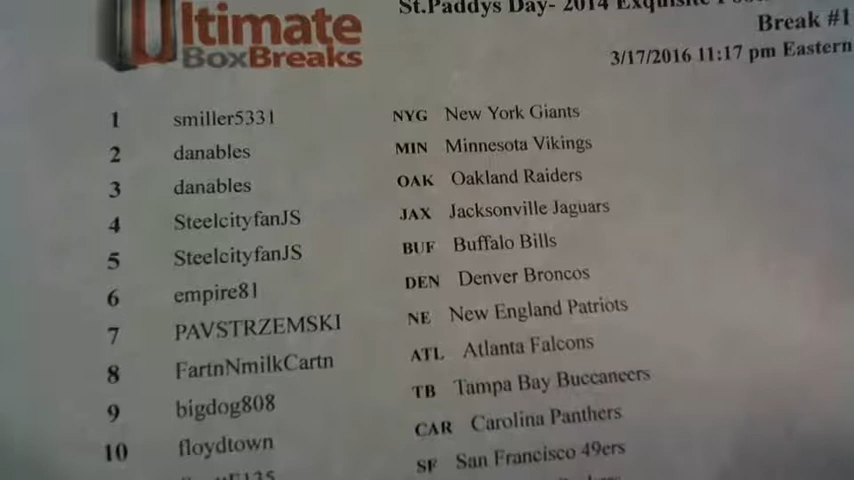 Ultimate
BoxBreaks
St.Paddys Day- 2014 Exquisite
Break #1
3/17/2016 11:17 pm Eastern
1 smiller5331 NYG New York Giants
2 danables MIN Minnesota Vikings
3 danables OAK Oakland Raiders
4 SteelcityfanJS JAX Jacksonville Jaguars
5 SteelcityfanJS BUF Buffalo Bills
6 empire81 DEN Denver Broncos
7 PAVSTRZEMSKI NE New England Patriots
8 FartnNmilkCartn ATL Atlanta Falcons
9 bigdog808 TB Tampa Bay Buccaneers
10 floydtown CAR Carolina Panthers
SF San Francisco 49ers